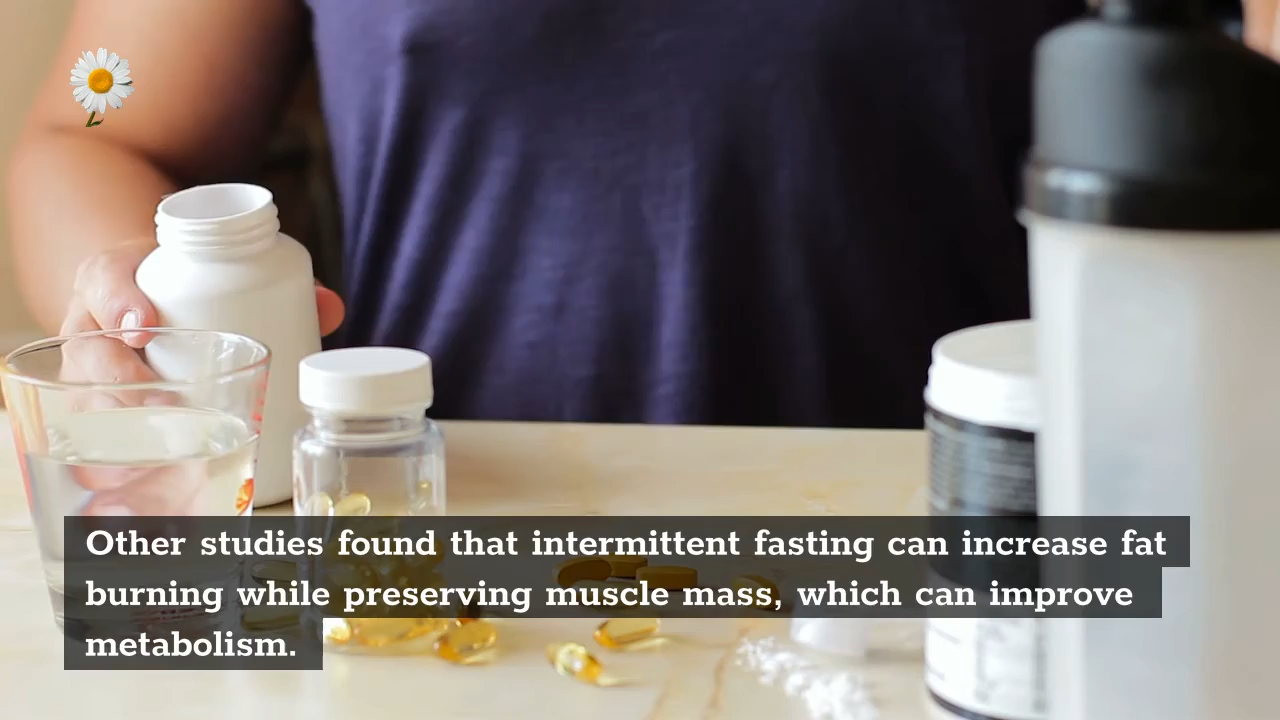 Other studies found that intermittent fasting can increase fat
burning while preserving muscle mass, which can improve
metabolism.